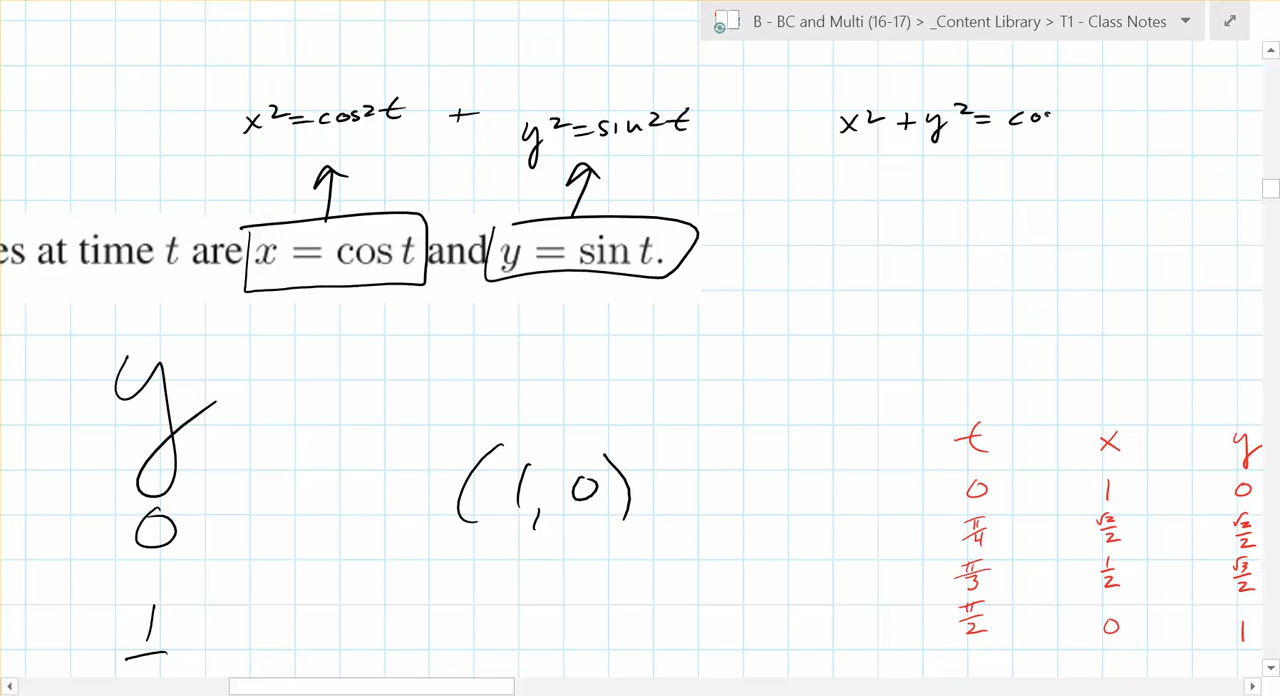 B - BC and Multi (16-17) > _Content Library > T1 - Class Notes
x² = cos²t + y² = sin²t
x² + y² = cos
es at time t are x = cos t and y = sin t.
y
0
1
(1, 0)
t x y
0 1 0
π/4 √2/2 √2/2
π/3 1/2 √3/2
π/2 0 1